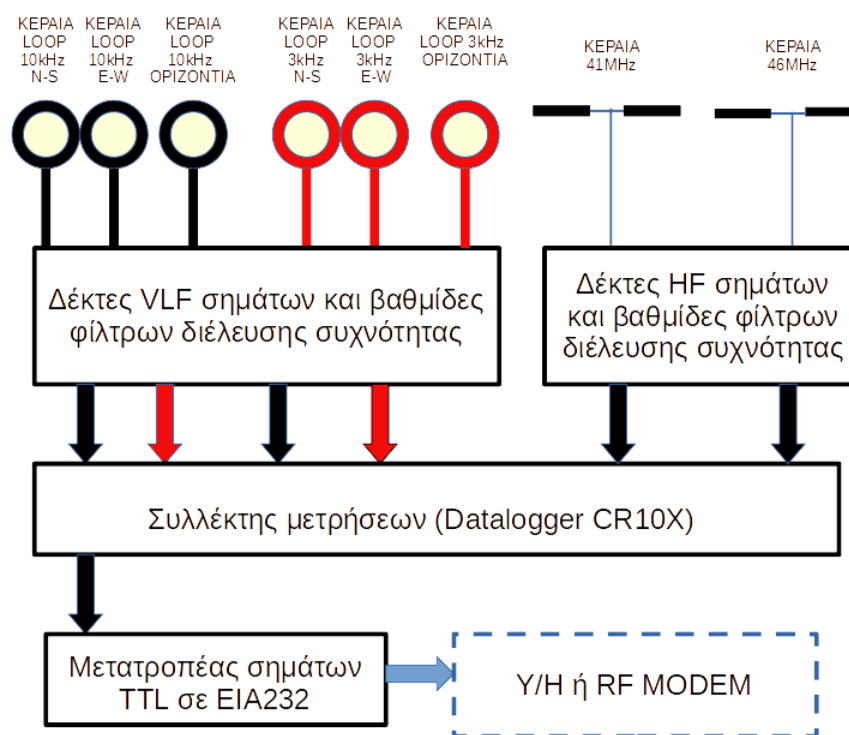 ΚΕΡΑΙΑ
LOOP
10kHz
N-S
ΚΕΡΑΙΑ
LOOP
10kHz
E-W
ΚΕΡΑΙΑ
LOOP
10kHz
ΟΡΙΖΟΝΤΙΑ
ΚΕΡΑΙΑ
LOOP
3kHz
N-S
ΚΕΡΑΙΑ
LOOP
3kHz
E-W
ΚΕΡΑΙΑ
LOOP 3kHz
ΟΡΙΖΟΝΤΙΑ
ΚΕΡΑΙΑ
41MHz
ΚΕΡΑΙΑ
46MHz
Δέκτες VLF σημάτων και βαθμίδες
φίλτρων διέλευσης συχνότητας
Δέκτες HF σημάτων
και βαθμίδες φίλτρων
διέλευσης συχνότητας
Συλλέκτης μετρήσεων (Datalogger CR10X)
Μετατροπέας σημάτων
TTL σε EIA232
Υ/Η ή RF MODEM